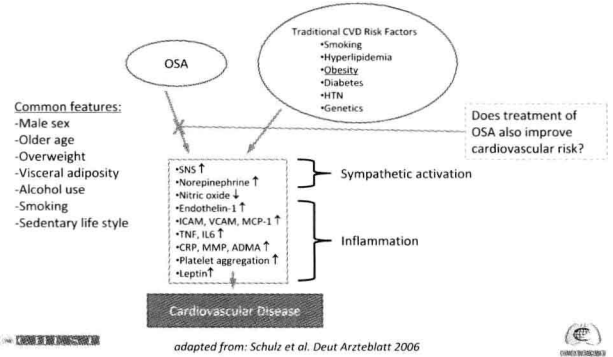 OSA
Traditional CVD Risk Factors
•Smoking
•Hyperlipidemia
•Obesity
•Diabetes
•HTN
•Genetics
Common features:
-Male sex
-Older age
-Overweight
-Visceral adiposity
-Alcohol use
-Smoking
-Sedentary life style
Does treatment of
OSA also improve
cardiovascular risk?
•SNS↑
•Norepinephrine ↑
•Nitric oxide↓
•Endothelin-1↑
•ICAM, VCAM, MCP-1↑
•TNF, IL6↑
•CRP, MMP, ADMA↑
•Platelet aggregation↑
•Leptin↑
Sympathetic activation
Inflammation
Cardiovascular Disease
adapted from: Schulz et al. Deut Arzteblatt 2006